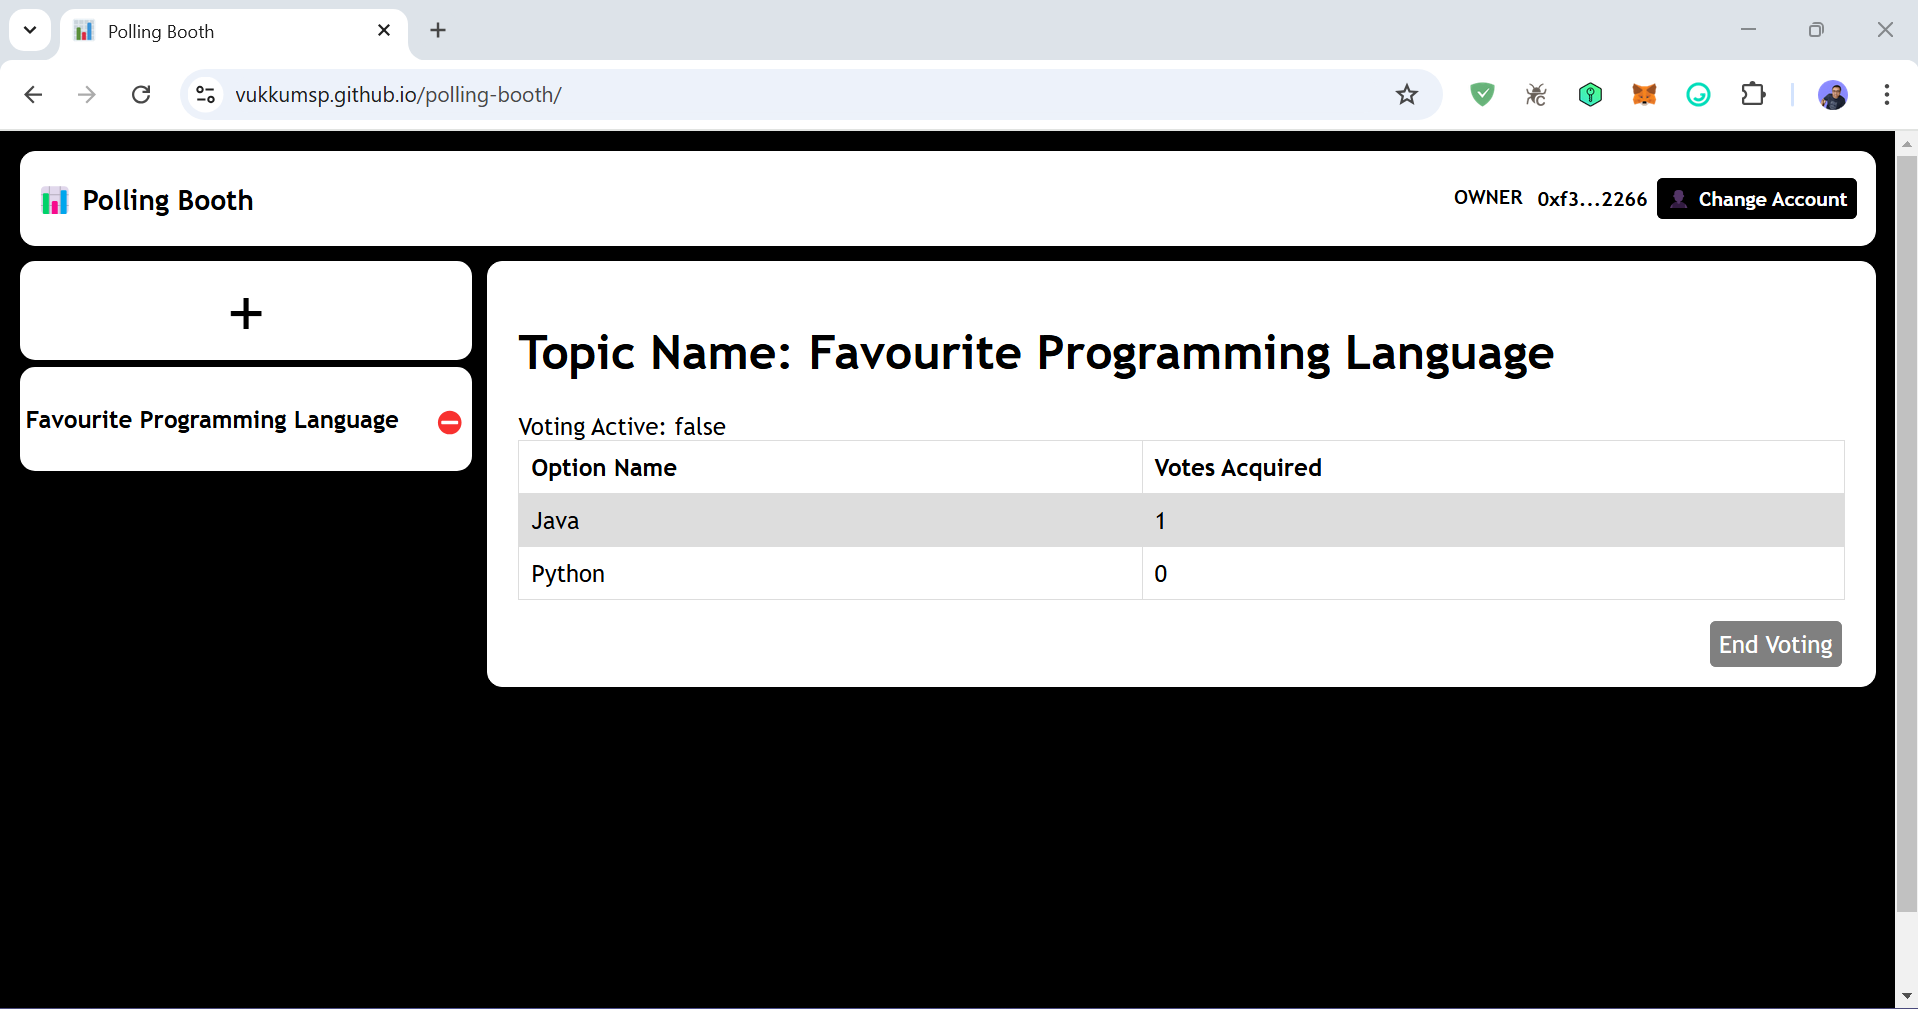 Polling Booth
vukkumsp.github.io/polling-booth/
Polling Booth
OWNER 0xf3...2266 Change Account
+
Favourite Programming Language
Topic Name: Favourite Programming Language
Voting Active: false
Option Name Votes Acquired
Java 1
Python 0
End Voting